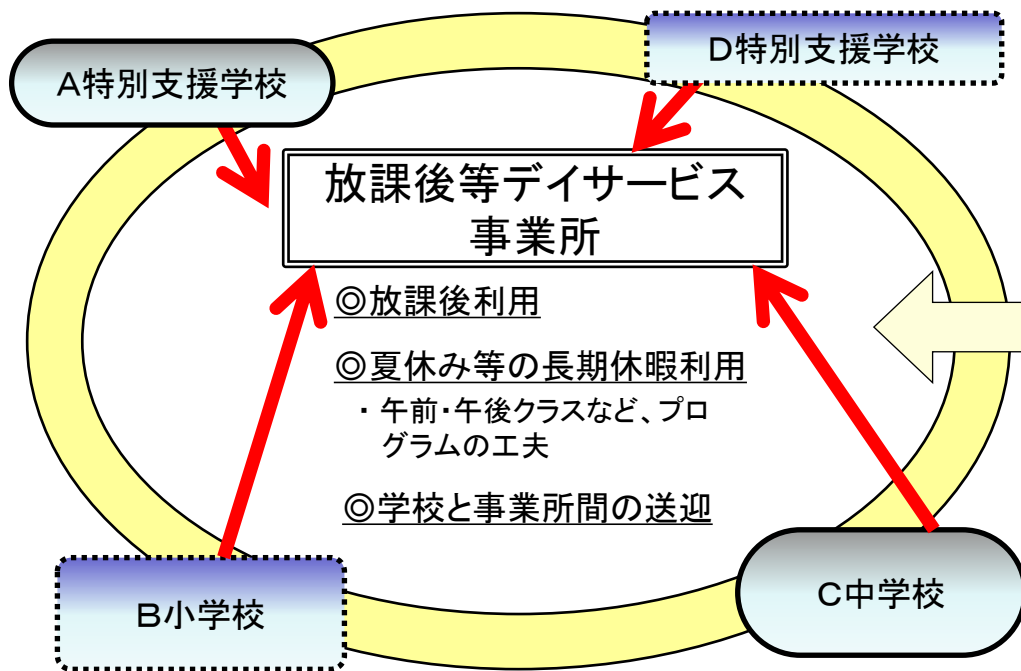 A特別支援学校
D特別支援学校
放課後等デイサービス
事業所
◎放課後利用
◎夏休み等の長期休暇利用
・ 午前・午後クラスなど、プロ
グラムの工夫
◎学校と事業所間の送迎
B小学校
C中学校